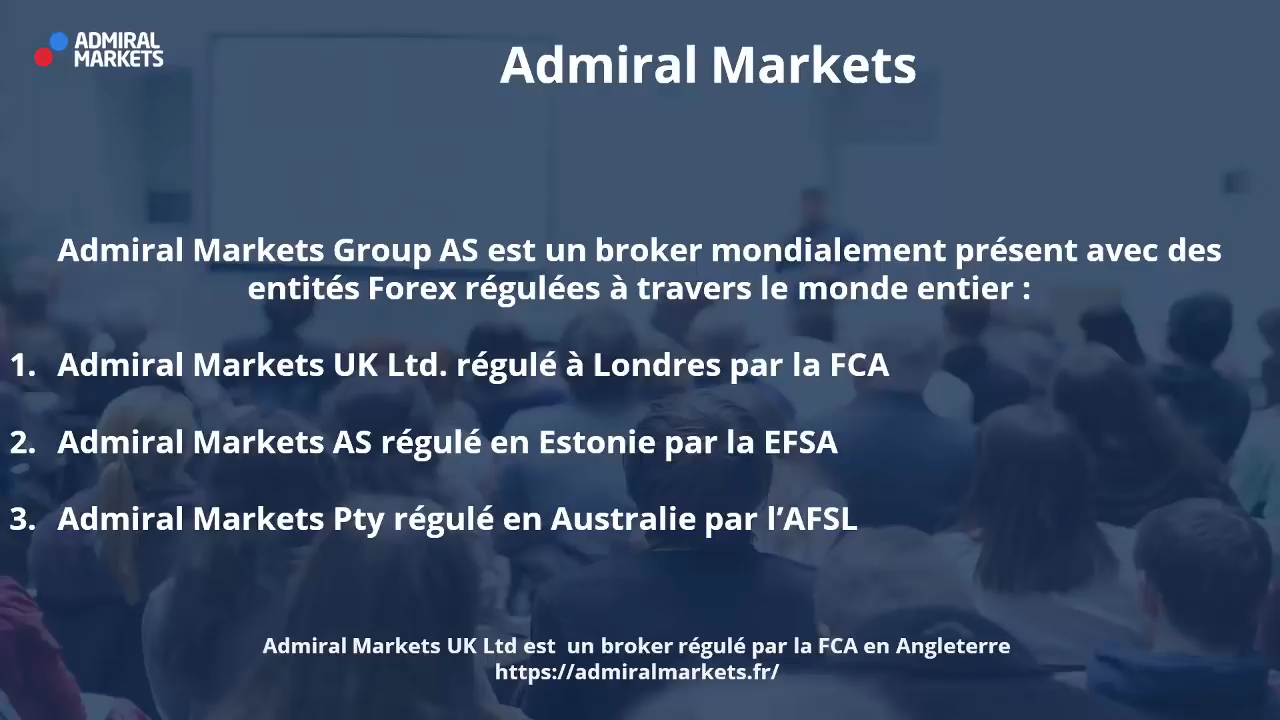 ADMIRAL
MARKETS
Admiral Markets
Admiral Markets Group AS est un broker mondialement présent avec des
entités Forex régulées à travers le monde entier :
1. Admiral Markets UK Ltd. régulé à Londres par la FCA
2. Admiral Markets AS régulé en Estonie par la EFSA
3. Admiral Markets Pty régulé en Australie par l’AFSL
Admiral Markets UK Ltd est  un broker régulé par la FCA en Angleterre
https://admiralmarkets.fr/